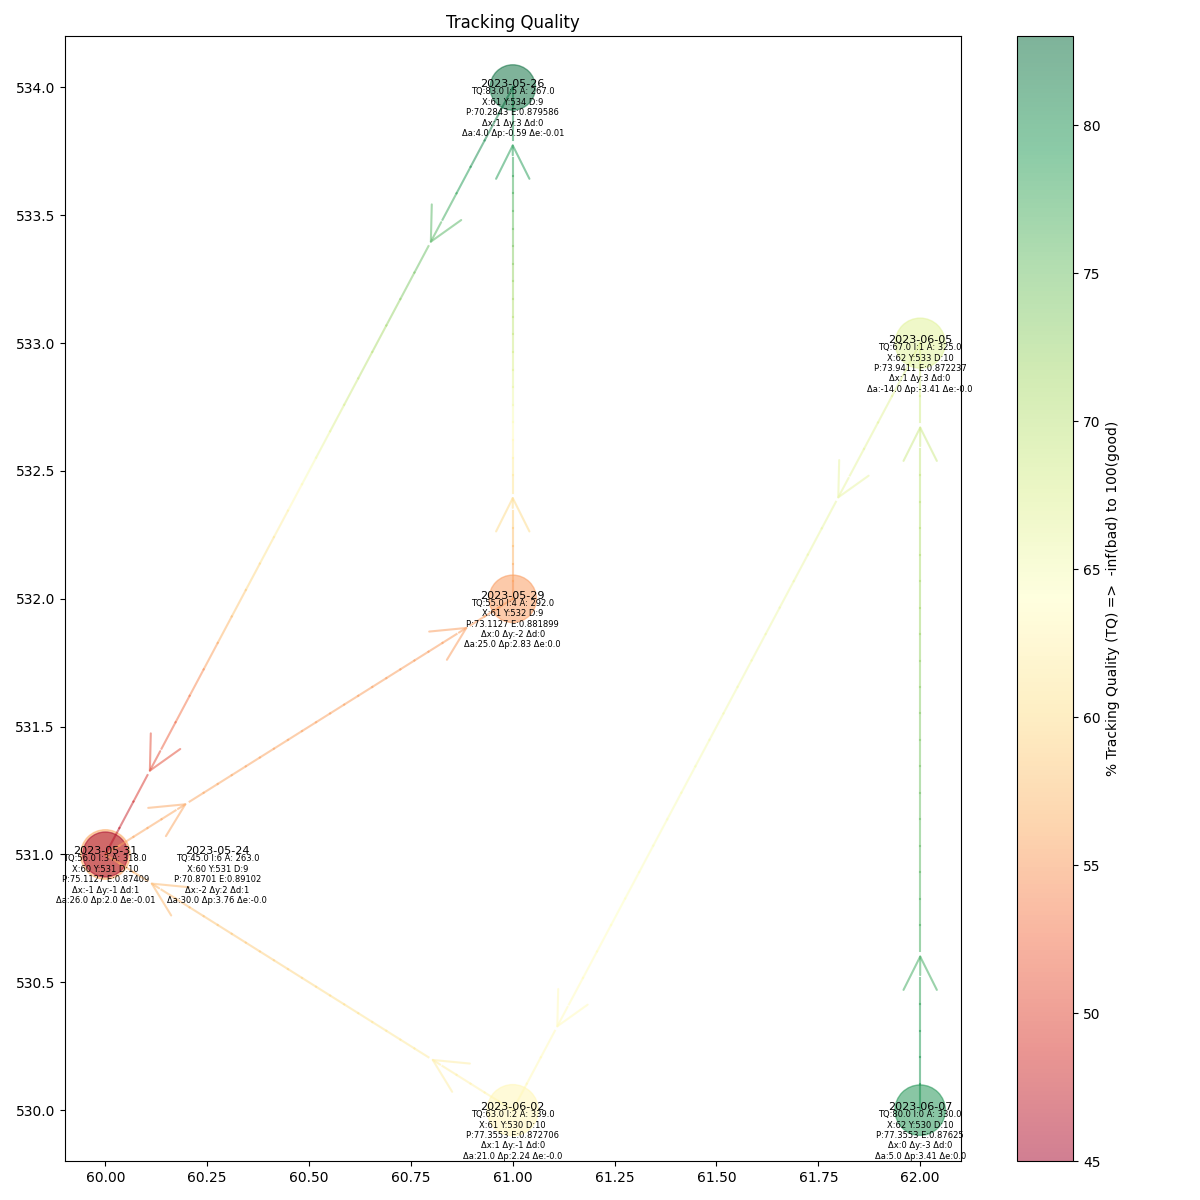 Tracking Quality
534.0
533.5
533.0
532.5
532.0
531.5
531.0
530.5
530.0
2023-05-26
TQ:83.0 I:5 A: 267.0
X:61 Y:534 D:9
P:70.2843 E:0.879586
Δx:1 Δy:3 Δd:0
Δa:4.0 Δp:-0.59 Δe:-0.01
2023-06-05
TQ:67.0 I:1 A: 325.0
X:62 Y:533 D:10
P:73.9411 E:0.872237
Δx:1 Δy:3 Δd:0
Δa:-14.0 Δp:-3.41 Δe:-0.0
2023-05-29
TQ:55.0 I:4 A: 292.0
X:61 Y:532 D:9
P:73.1127 E:0.881899
Δx:0 Δy:-2 Δd:0
Δa:25.0 Δp:2.83 Δe:0.0
2023-05-31
TQ:56.0 I:3 A: 318.0
X:60 Y:531 D:10
P:75.1127 E:0.87409
Δx:-1 Δy:-1 Δd:1
Δa:26.0 Δp:2.0 Δe:-0.01
2023-05-24
TQ:45.0 I:6 A: 263.0
X:60 Y:531 D:9
P:70.8701 E:0.89102
Δx:-2 Δy:2 Δd:1
Δa:30.0 Δp:3.76 Δe:-0.0
2023-06-02
TQ:63.0 I:2 A: 339.0
X:61 Y:530 D:10
P:77.3553 E:0.872706
Δx:1 Δy:-1 Δd:0
Δa:21.0 Δp:2.24 Δe:-0.0
2023-06-07
TQ:80.0 I:0 A: 330.0
X:62 Y:530 D:10
P:77.3553 E:0.87625
Δx:0 Δy:-3 Δd:0
Δa:5.0 Δp:3.41 Δe:0.0
60.00 60.25 60.50 60.75 61.00 61.25 61.50 61.75 62.00
80
75
70
65
60
55
50
45
% Tracking Quality (TQ) =>  -inf(bad) to 100(good)